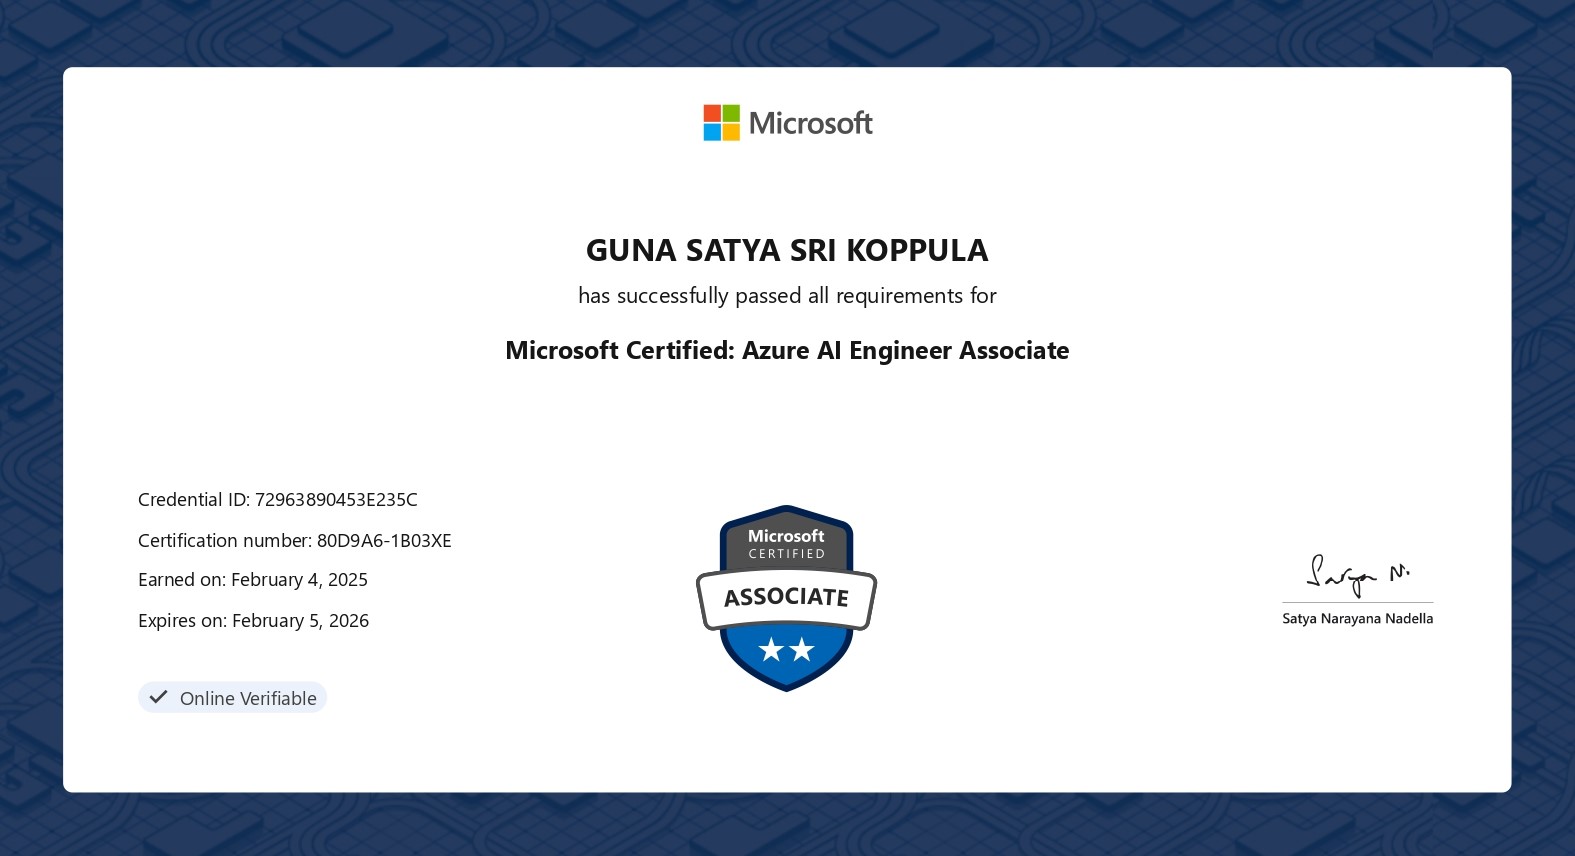 Microsoft
GUNA SATYA SRI KOPPULA
has successfully passed all requirements for
Microsoft Certified: Azure AI Engineer Associate
Credential ID: 72963890453E235C
Certification number: 80D9A6-1B03XE
Earned on: February 4, 2025
Expires on: February 5, 2026
Online Verifiable
Microsoft
CERTIFIED
ASSOCIATE
Satya N.
Satya Narayana Nadella